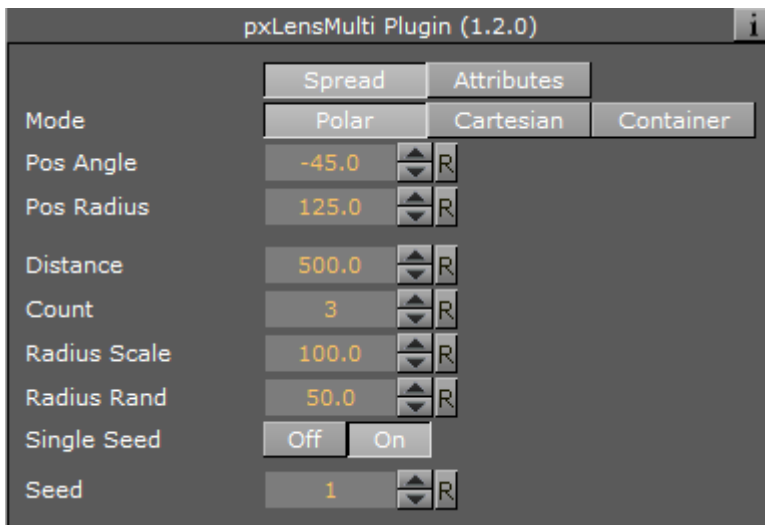 pxLensMulti Plugin (1.2.0) i
Spread Attributes
Mode Polar Cartesian Container
Pos Angle -45.0 R
Pos Radius 125.0 R
Distance 500.0 R
Count 3 R
Radius Scale 100.0 R
Radius Rand 50.0 R
Single Seed Off On
Seed 1 R